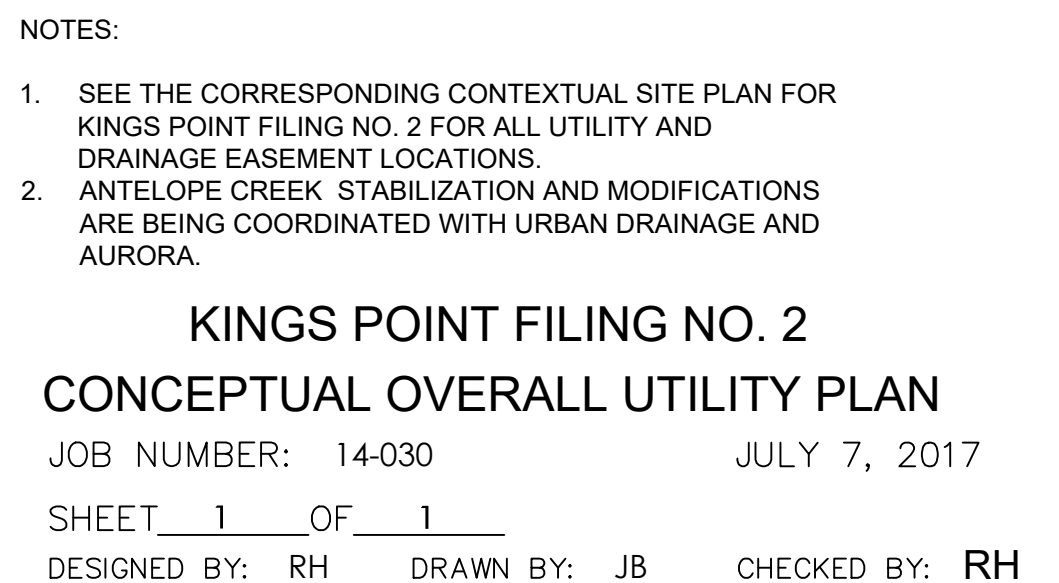 NOTES:
1. SEE THE CORRESPONDING CONTEXTUAL SITE PLAN FOR
KINGS POINT FILING NO. 2 FOR ALL UTILITY AND
DRAINAGE EASEMENT LOCATIONS.
2. ANTELOPE CREEK STABILIZATION AND MODIFICATIONS
ARE BEING COORDINATED WITH URBAN DRAINAGE AND
AURORA.
KINGS POINT FILING NO. 2
CONCEPTUAL OVERALL UTILITY PLAN
JOB NUMBER: 14-030 JULY 7, 2017
SHEET 1 OF 1
DESIGNED BY: RH DRAWN BY: JB CHECKED BY: RH